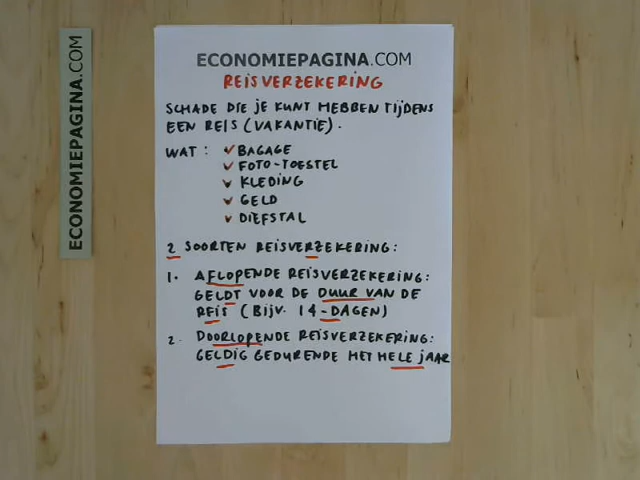 ECONOMIEPAGINA.COM
ECONOMIEPAGINA.COM
REISVERZEKERING
SCHADE DIE JE KUNT HEBBEN TIJDENS
EEN REIS (VAKANTIE).
WAT: ✓ BAGAGE
✓ FOTO-TOESTEL
✓ KLEDING
✓ GELD
✓ DIEFSTAL
2 SOORTEN REISVERZEKERING:
1. AFLOPENDE REISVERZEKERING:
GELDT VOOR DE DUUR VAN DE
REIS (BIJV. 14-DAGEN)
2. DOORLOPENDE REISVERZEKERING:
GELDIG GEDURENDE HET HELE JAAR